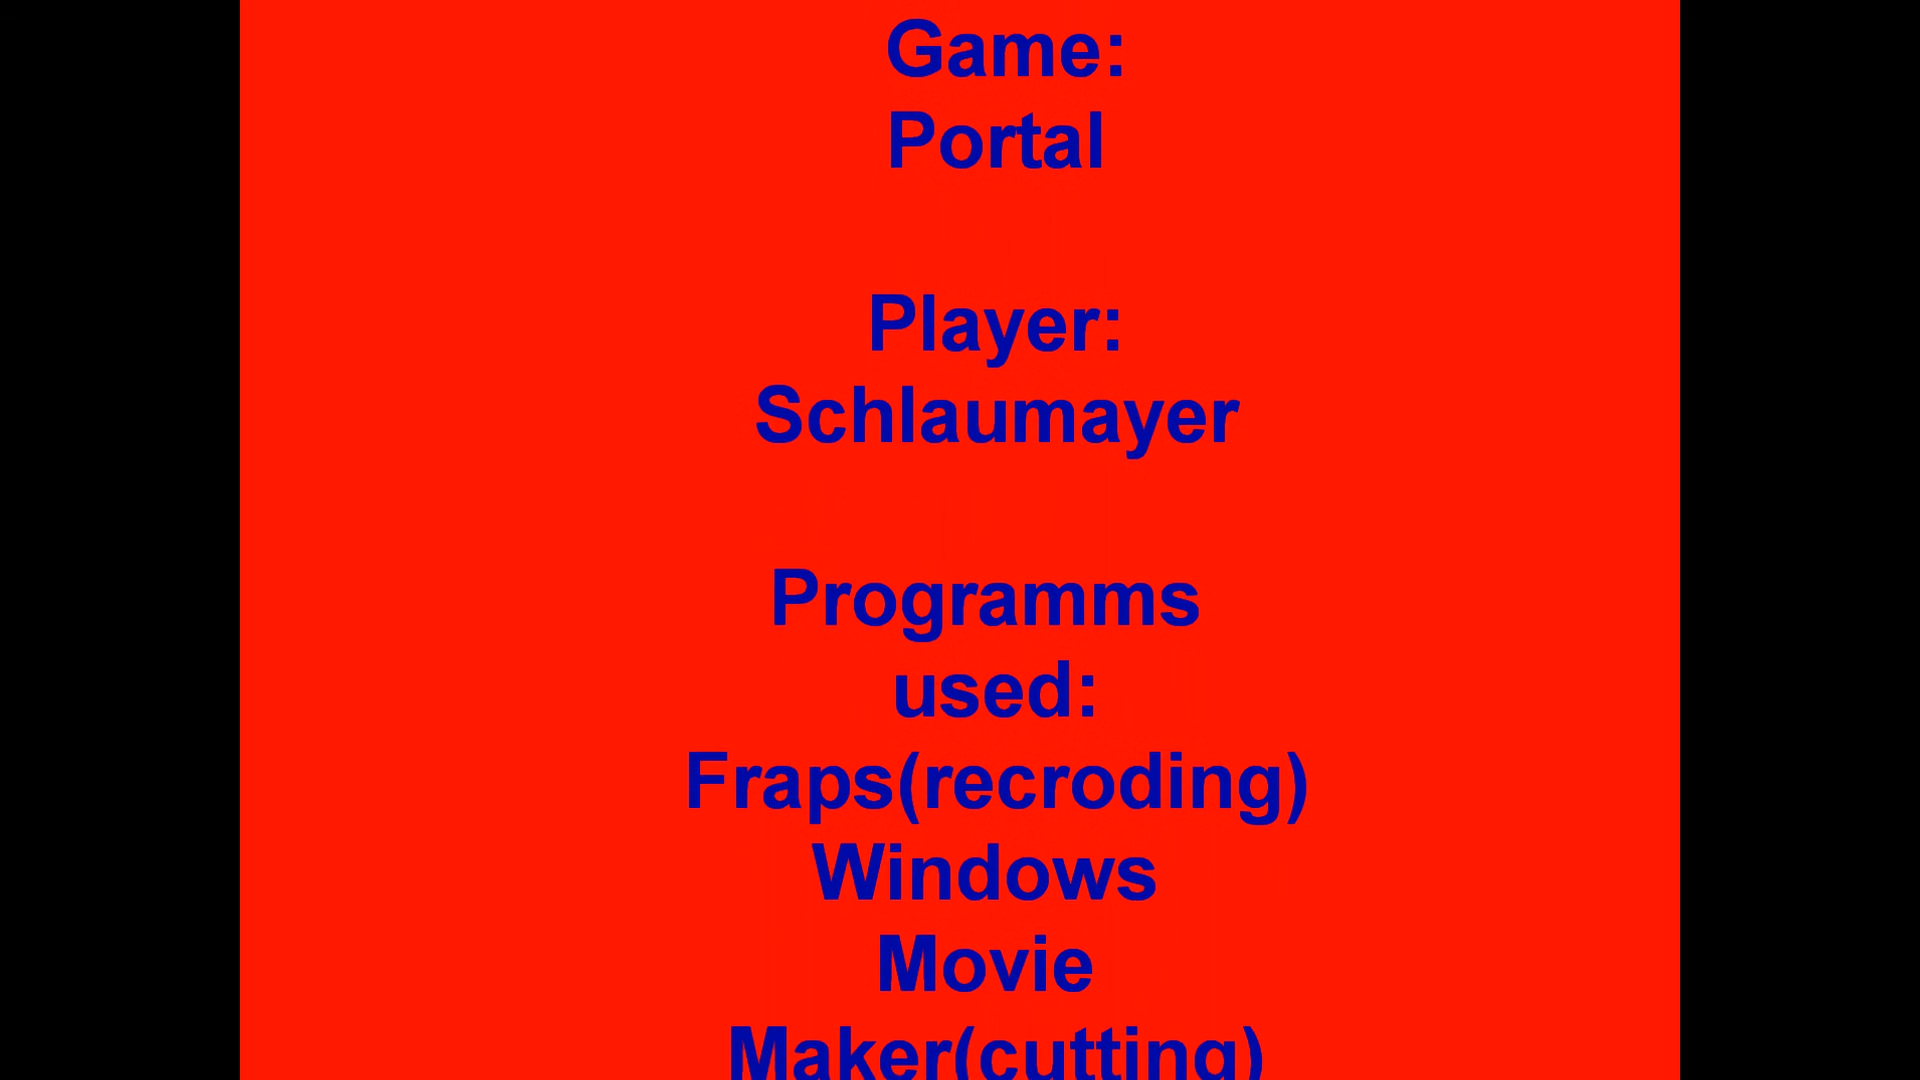 Game:
Portal
Player:
Schlaumayer
Programms
used:
Fraps(recroding)
Windows
Movie
Maker(cutting)